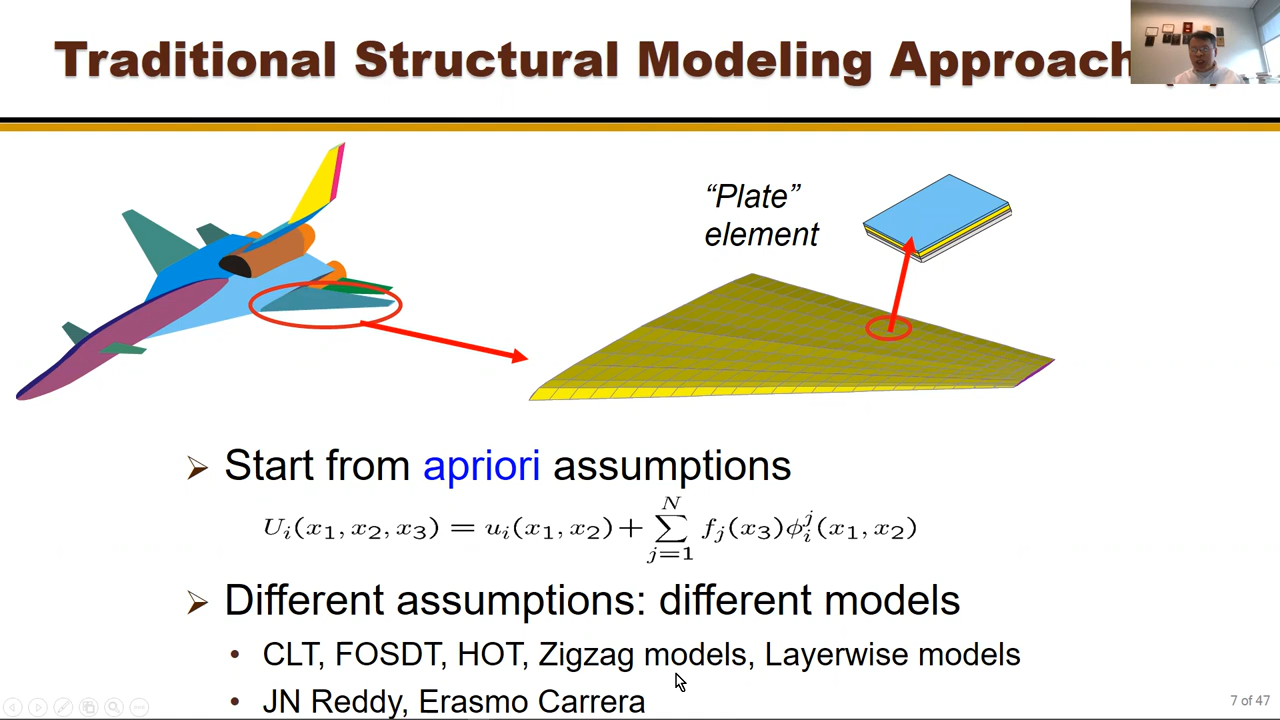 Traditional Structural Modeling Approach
“Plate”
element
➢ Start from apriori assumptions
U_i(x_1, x_2, x_3) = u_i(x_1, x_2) + \sum_{j=1}^{N} f_j(x_3)\phi_i^j(x_1, x_2)
➢ Different assumptions: different models
• CLT, FOSDT, HOT, Zigzag models, Layerwise models
• JN Reddy, Erasmo Carrera
7 of 47